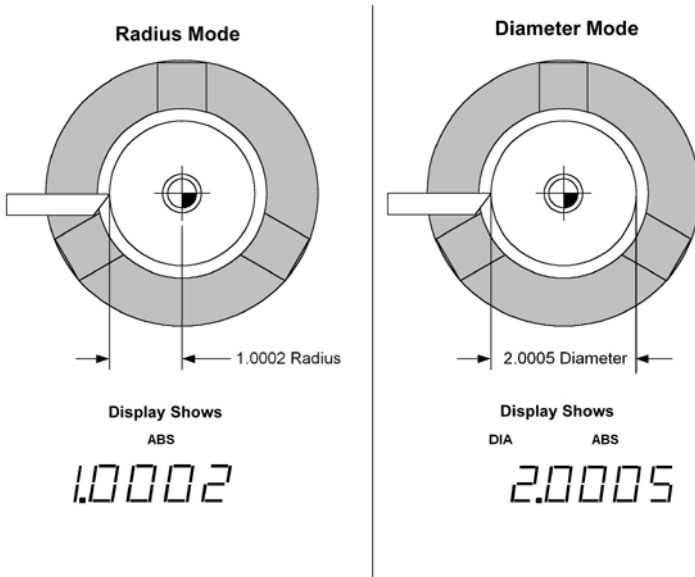 Radius Mode
1.0002 Radius
Display Shows
ABS
1.0002
Diameter Mode
2.0005 Diameter
Display Shows
DIA ABS
2.0005